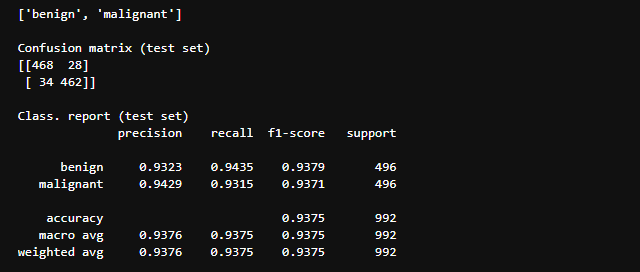 ['benign', 'malignant']
Confusion matrix (test set)
[[468  28]
 [ 34 462]]
Class. report (test set)
              precision    recall  f1-score   support
      benign     0.9323    0.9435    0.9379       496
   malignant     0.9429    0.9315    0.9371       496
    accuracy                         0.9375       992
   macro avg     0.9376    0.9375    0.9375       992
weighted avg     0.9376    0.9375    0.9375       992